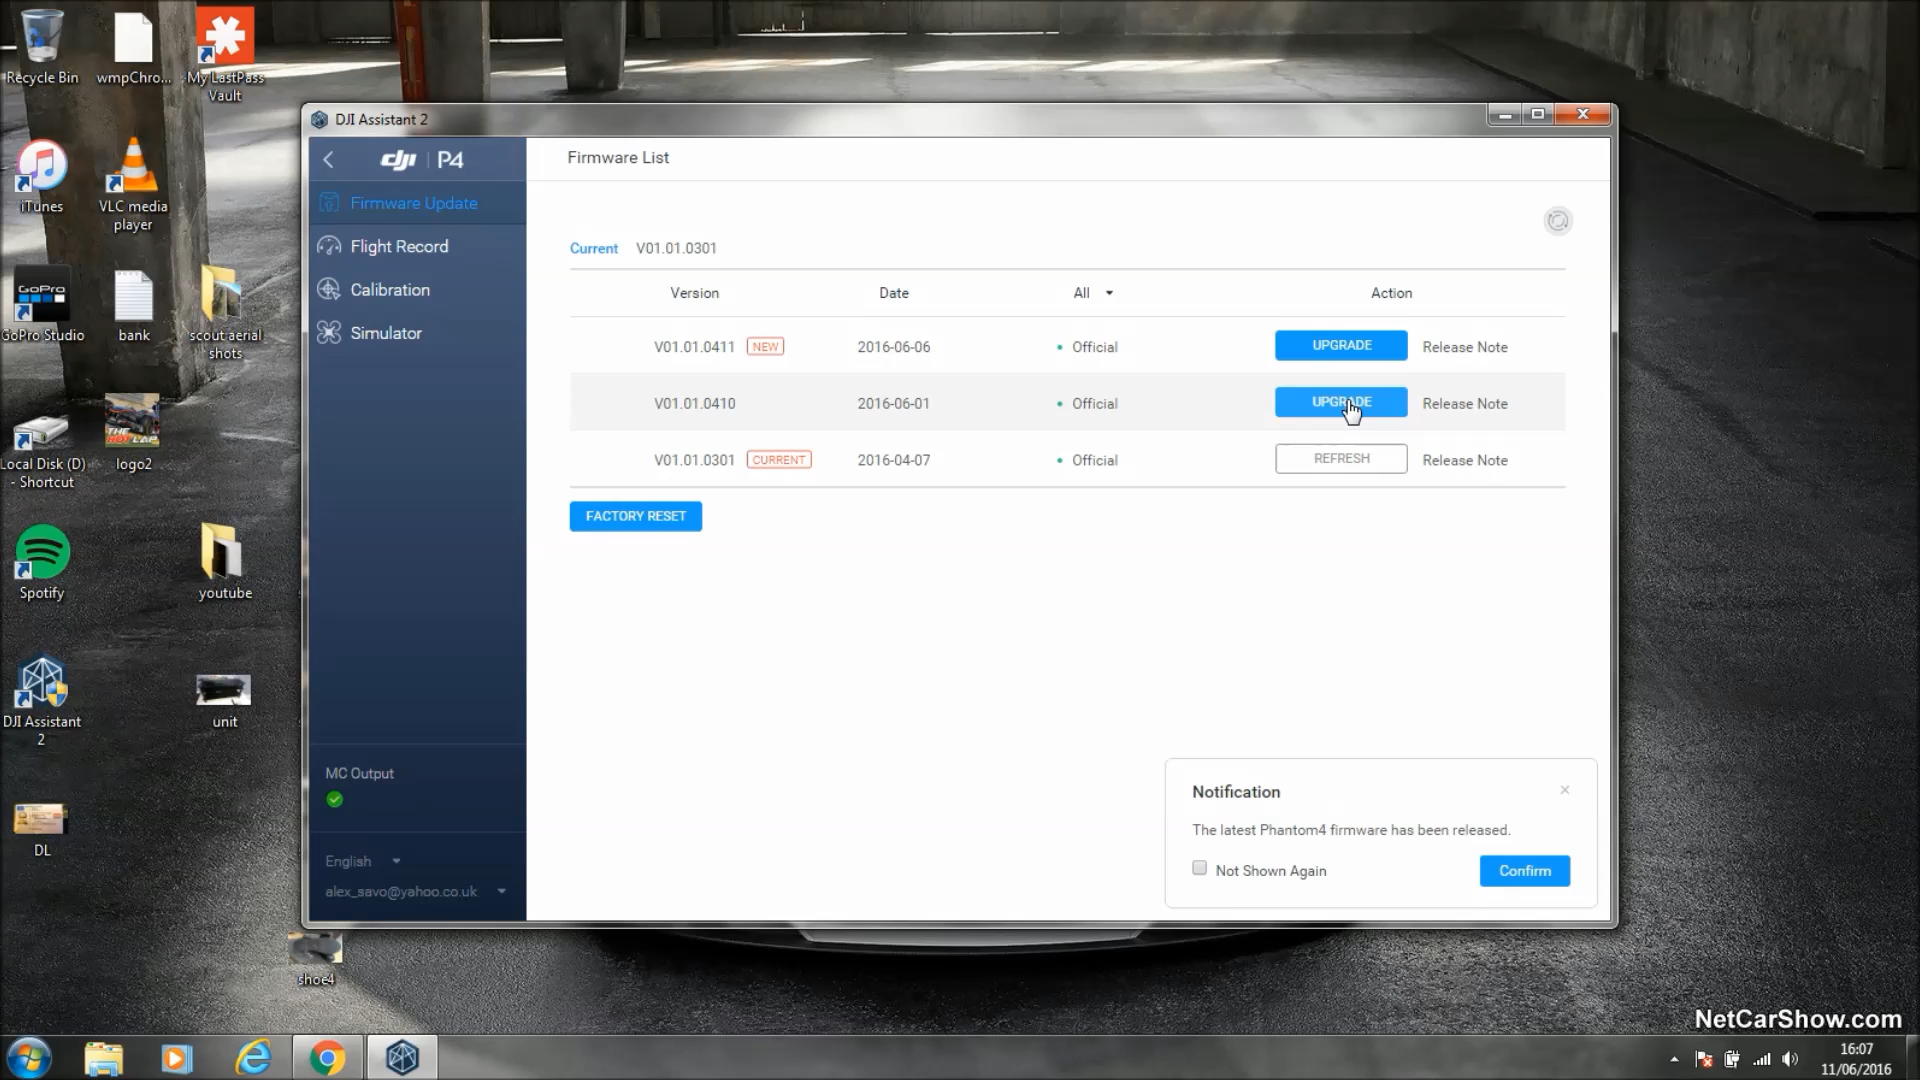 Recycle Bin
wmpChro...
My LastPass
Vault
iTunes
VLC media
player
GoPro
GoPro Studio
bank
scout aerial
shots
Local Disk (D)
- Shortcut
THE
HOT LAP
logo2
Spotify
youtube
DJI Assistant
2
unit
DL
shoe4
DJI Assistant 2
dji P4
Firmware Update
Flight Record
Calibration
Simulator
MC Output
English
alex_savo@yahoo.co.uk
Firmware List
Current V01.01.0301
Version Date All Action
V01.01.0411 NEW 2016-06-06 Official UPGRADE Release Note
V01.01.0410 2016-06-01 Official UPGRADE Release Note
V01.01.0301 CURRENT 2016-04-07 Official REFRESH Release Note
FACTORY RESET
Notification
The latest Phantom4 firmware has been released.
Not Shown Again
Confirm
NetCarShow.com
16:07
11/06/2016